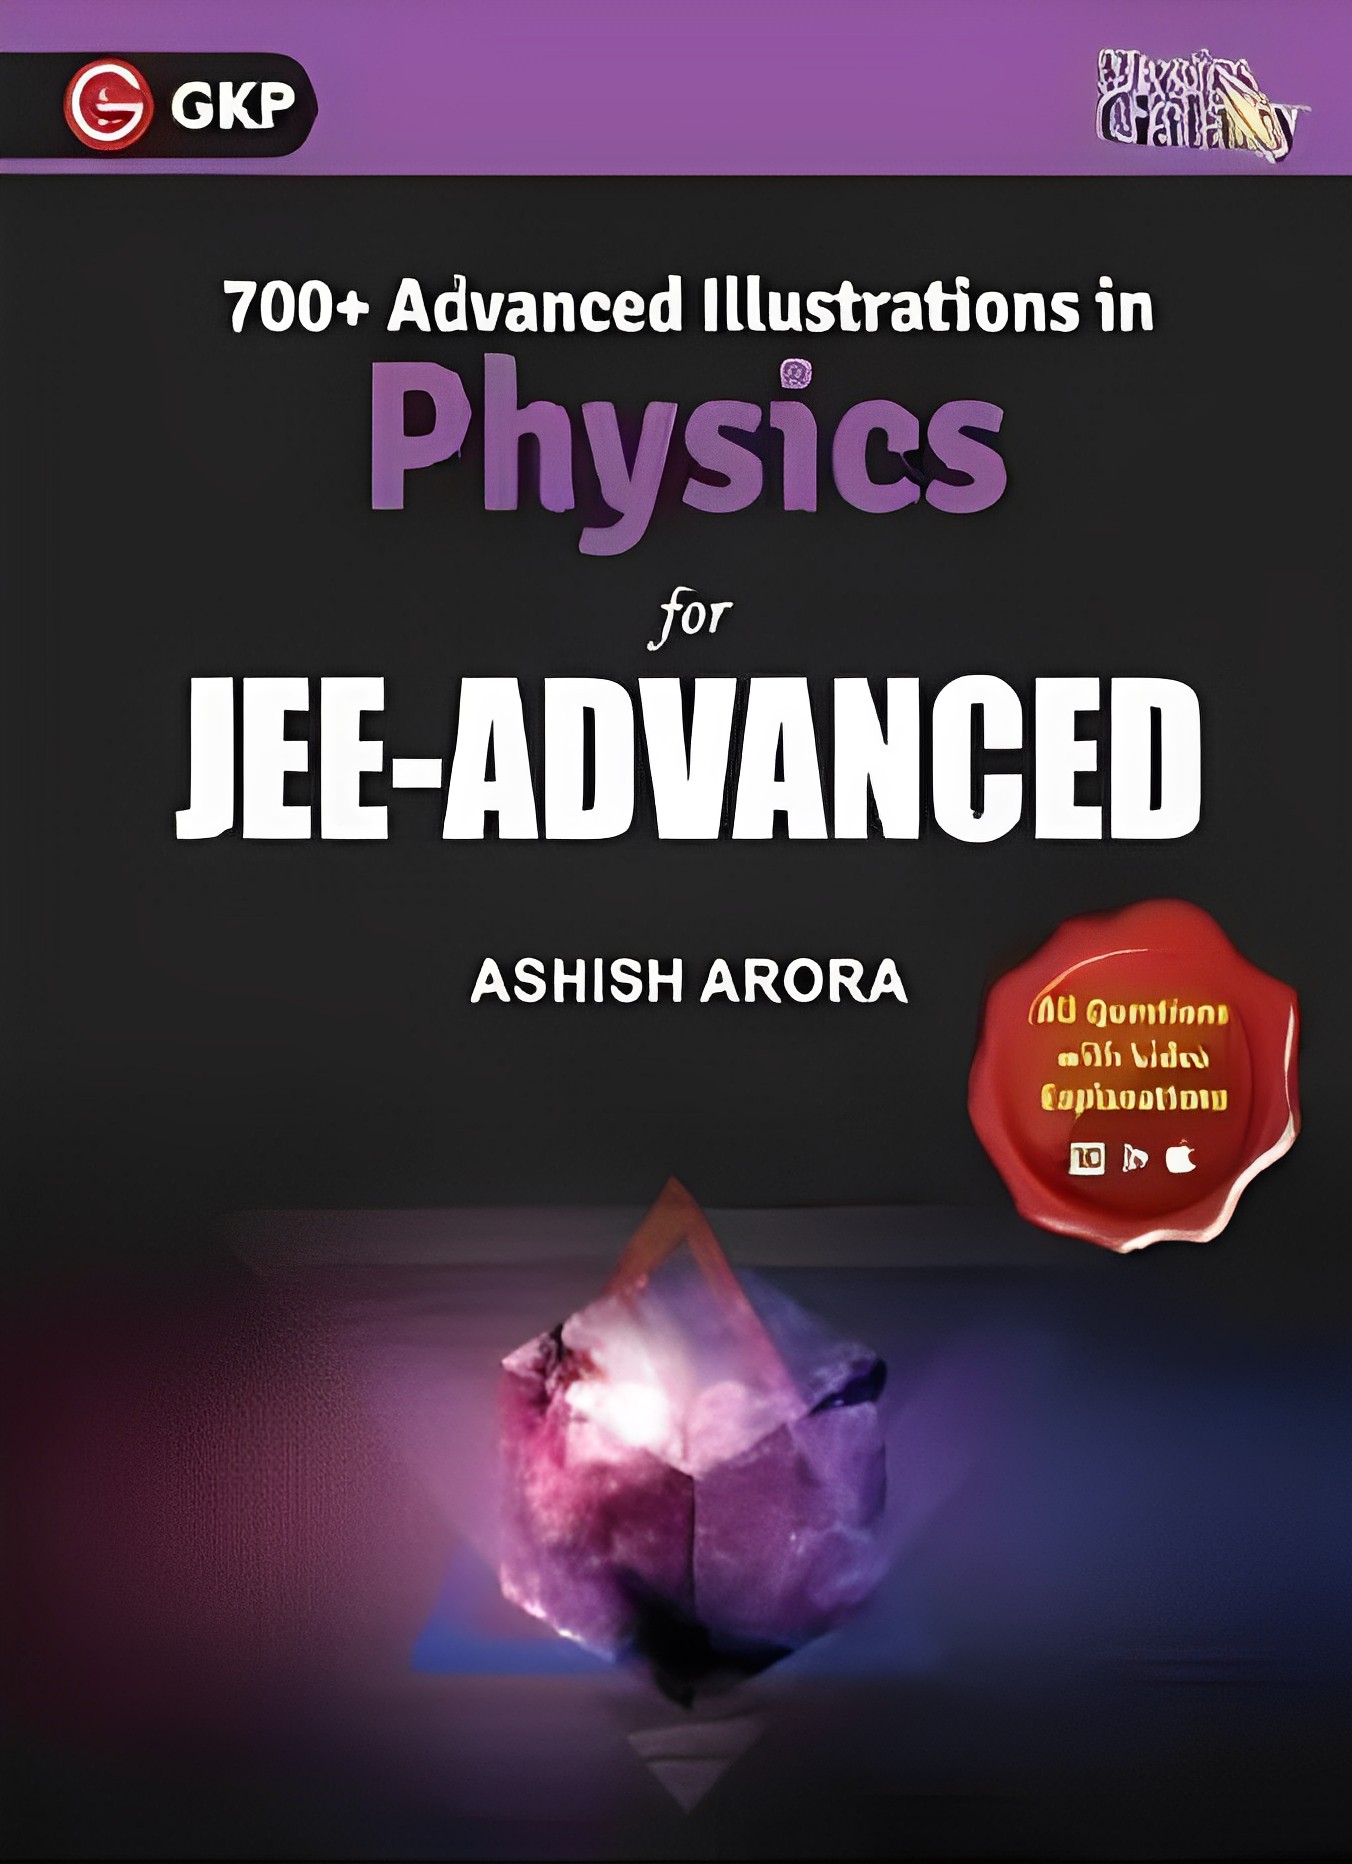 GKP
700+ Advanced Illustrations in
Physics
for
JEE-ADVANCED
ASHISH ARORA